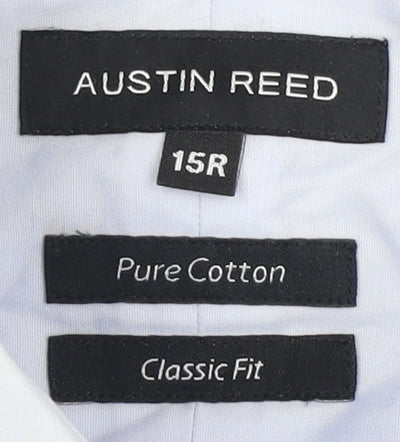 AUSTIN REED
15R
Pure Cotton
Classic Fit